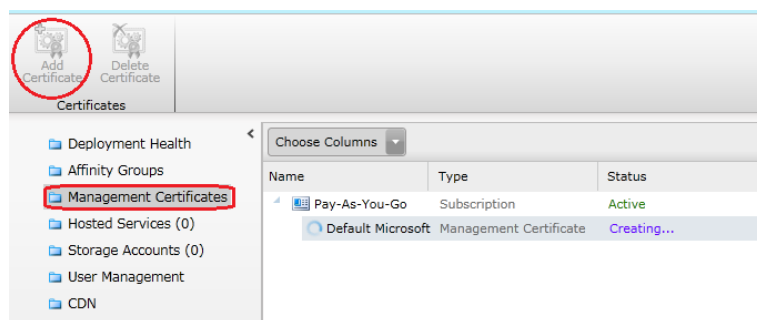 Add Certificate
Delete Certificate
Certificates
Deployment Health
Affinity Groups
Management Certificates
Hosted Services (0)
Storage Accounts (0)
User Management
CDN
Choose Columns
Name Type Status
Pay-As-You-Go Subscription Active
Default Microsoft Management Certificate Creating...